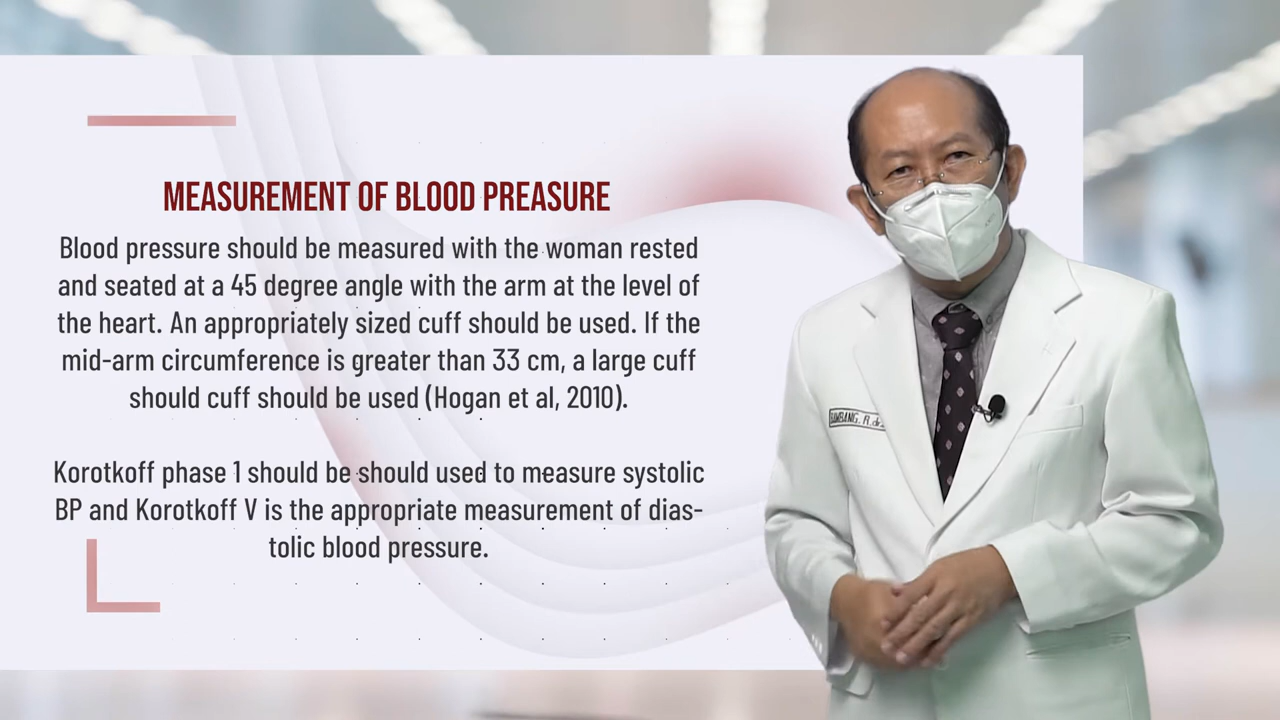 MEASUREMENT OF BLOOD PREASURE
Blood pressure should be measured with the woman rested
and seated at a 45 degree angle with the arm at the level of
the heart. An appropriately sized cuff should be used. If the
mid-arm circumference is greater than 33 cm, a large cuff
should cuff should be used (Hogan et al, 2010).
Korotkoff phase 1 should be should used to measure systolic
BP and Korotkoff V is the appropriate measurement of dias-
tolic blood pressure.
BAMBANG. R.dr.